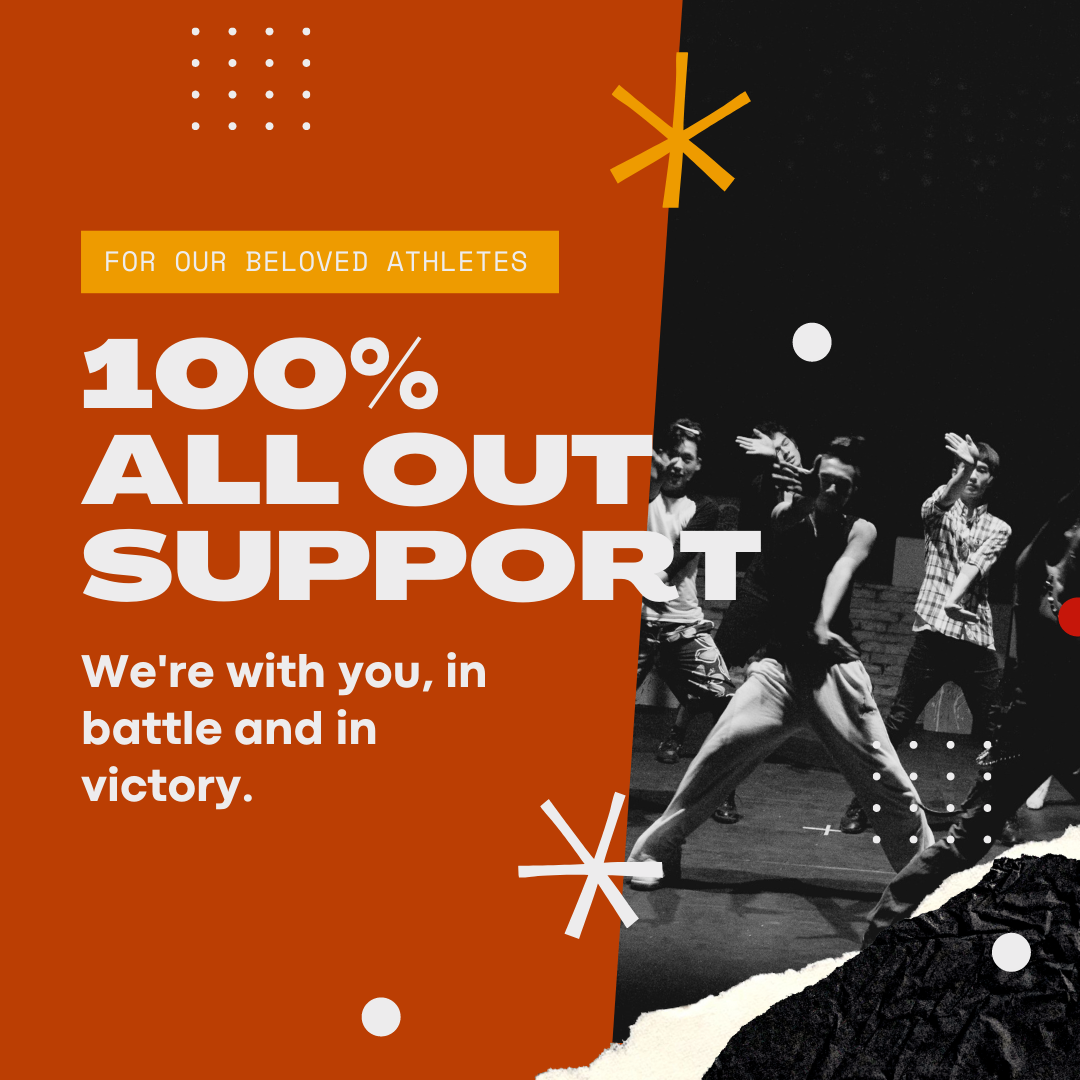 FOR OUR BELOVED ATHLETES
100%
ALL OUT
SUPPORT
We're with you, in
battle and in
victory.